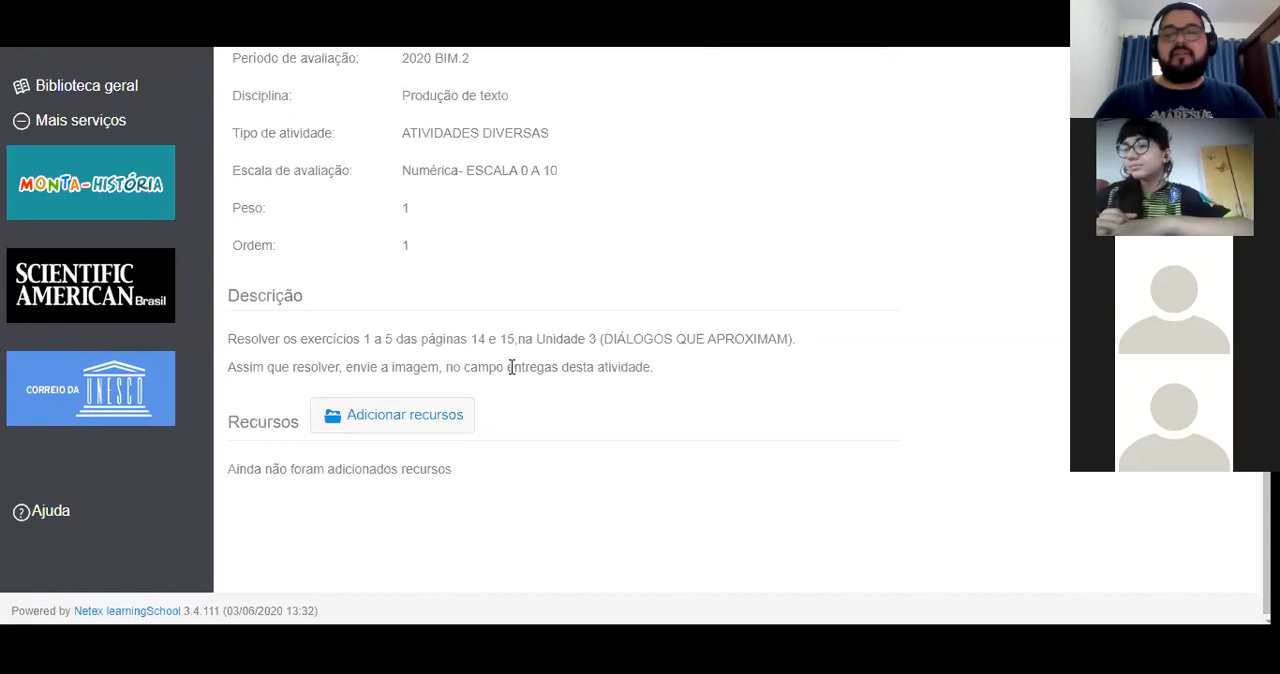 Biblioteca geral
Mais serviços
MONTA-HISTÓRIA
SCIENTIFIC
AMERICAN Brasil
CORREIO DA UNESCO
Ajuda
Período de avaliação: 2020 BIM.2
Disciplina: Produção de texto
Tipo de atividade: ATIVIDADES DIVERSAS
Escala de avaliação: Numérica- ESCALA 0 A 10
Peso: 1
Ordem: 1
Descrição
Resolver os exercícios 1 a 5 das páginas 14 e 15,na Unidade 3 (DIÁLOGOS QUE APROXIMAM).
Assim que resolver, envie a imagem, no campo entregas desta atividade.
Recursos Adicionar recursos
Ainda não foram adicionados recursos
Powered by Netex learningSchool 3.4.111 (03/06/2020 13:32)